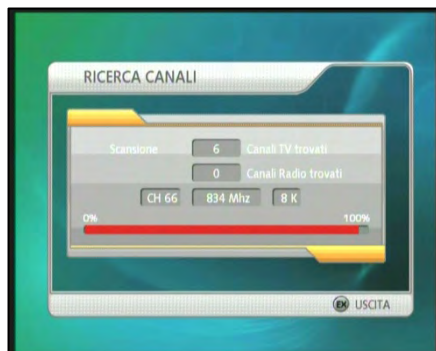 RICERCA CANALI
Scansione 6 Canali TV trovati
0 Canali Radio trovati
CH 66 834 Mhz 8 K
0% 100%
EX USCITA